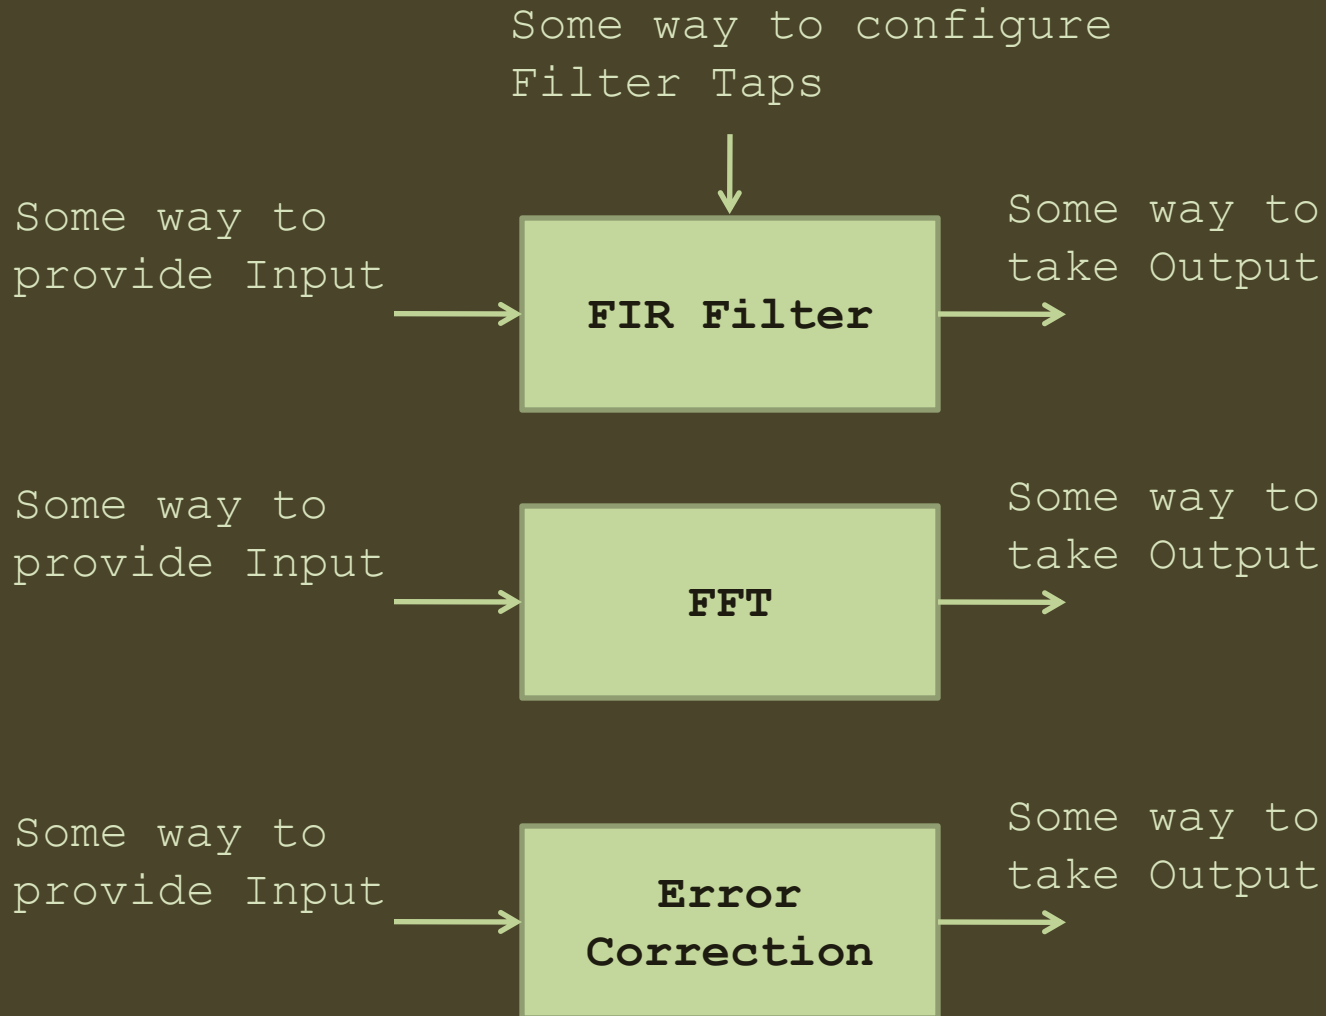 Some way to configure
Filter Taps
Some way to
provide Input
FIR Filter
Some way to
take Output
Some way to
provide Input
FFT
Some way to
take Output
Some way to
provide Input
Error
Correction
Some way to
take Output